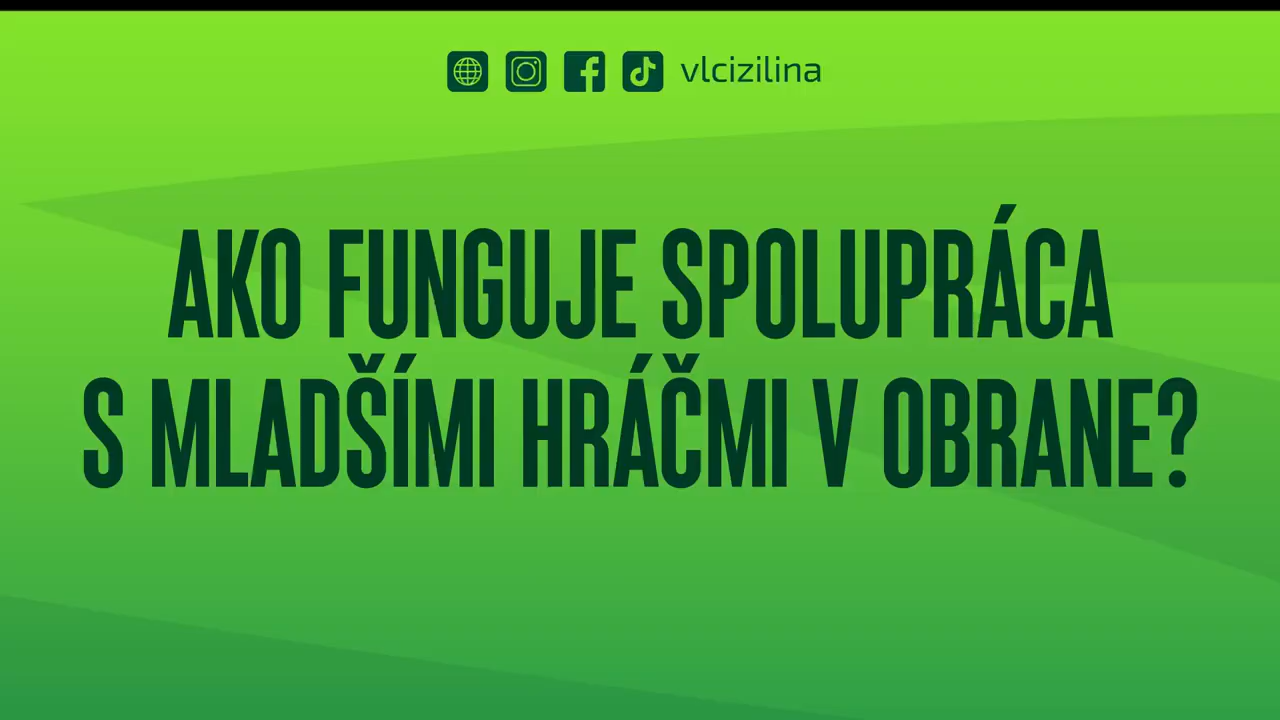 vlcizilina
AKO FUNGUJE SPOLUPRÁCA
S MLADŠÍMI HRÁČMI V OBRANE?